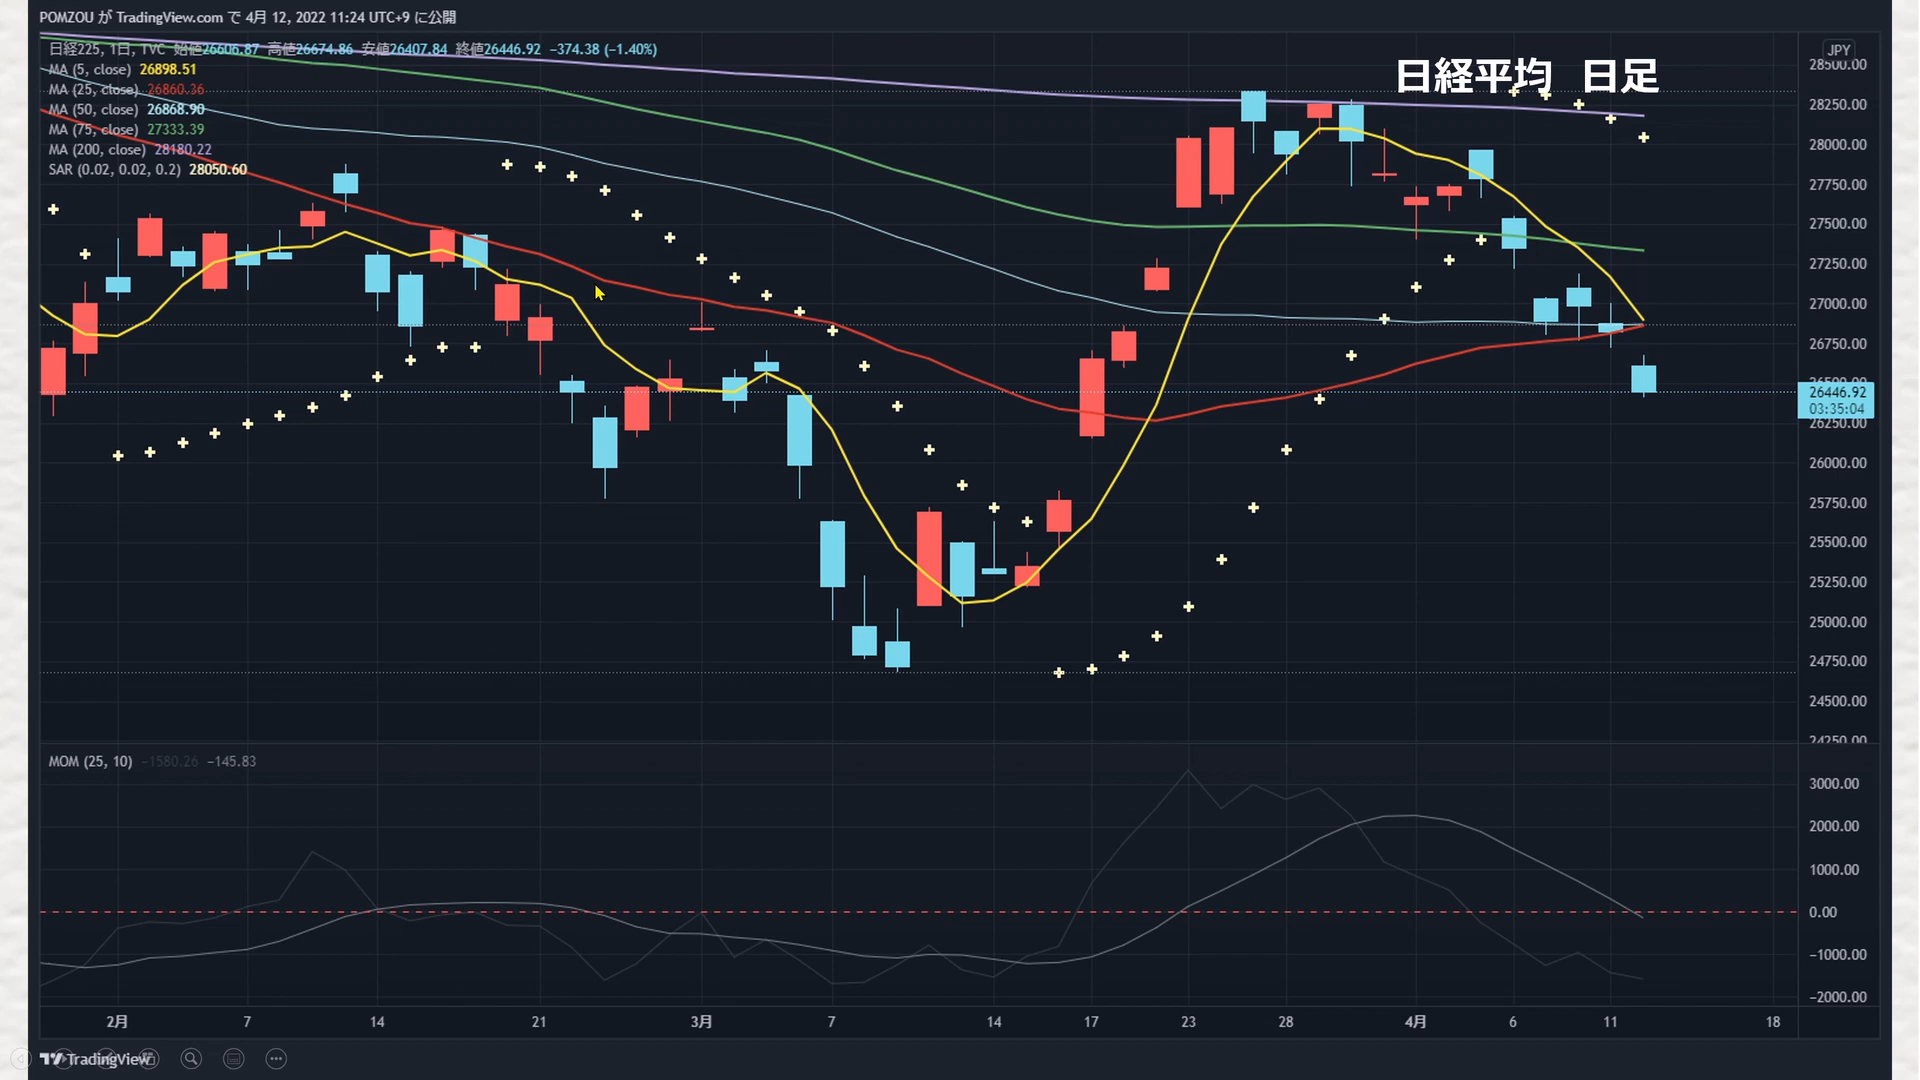 POMZOU が TradingView.com で 4月 12, 2022 11:24 UTC+9 に公開
日経225, 1日, TVC 始値26606.87 高値26674.86 安値26407.84 終値26446.92 −374.38 (−1.40%)
MA (5, close) 26898.51
MA (25, close) 26860.36
MA (50, close) 26868.90
MA (75, close) 27333.39
MA (200, close) 28180.22
SAR (0.02, 0.02, 0.2) 28050.60
日経平均 日足
JPY
28500.00
28250.00
28000.00
27750.00
27500.00
27250.00
27000.00
26750.00
26500.00
26446.92
03:35:04
26250.00
26000.00
25750.00
25500.00
25250.00
25000.00
24750.00
24500.00
24250.00
MOM (25, 10) −1580.26 −145.83
3000.00
2000.00
1000.00
0.00
−1000.00
−2000.00
2月 7 14 21 3月 7 14 17 23 28 4月 6 11 18
TradingView